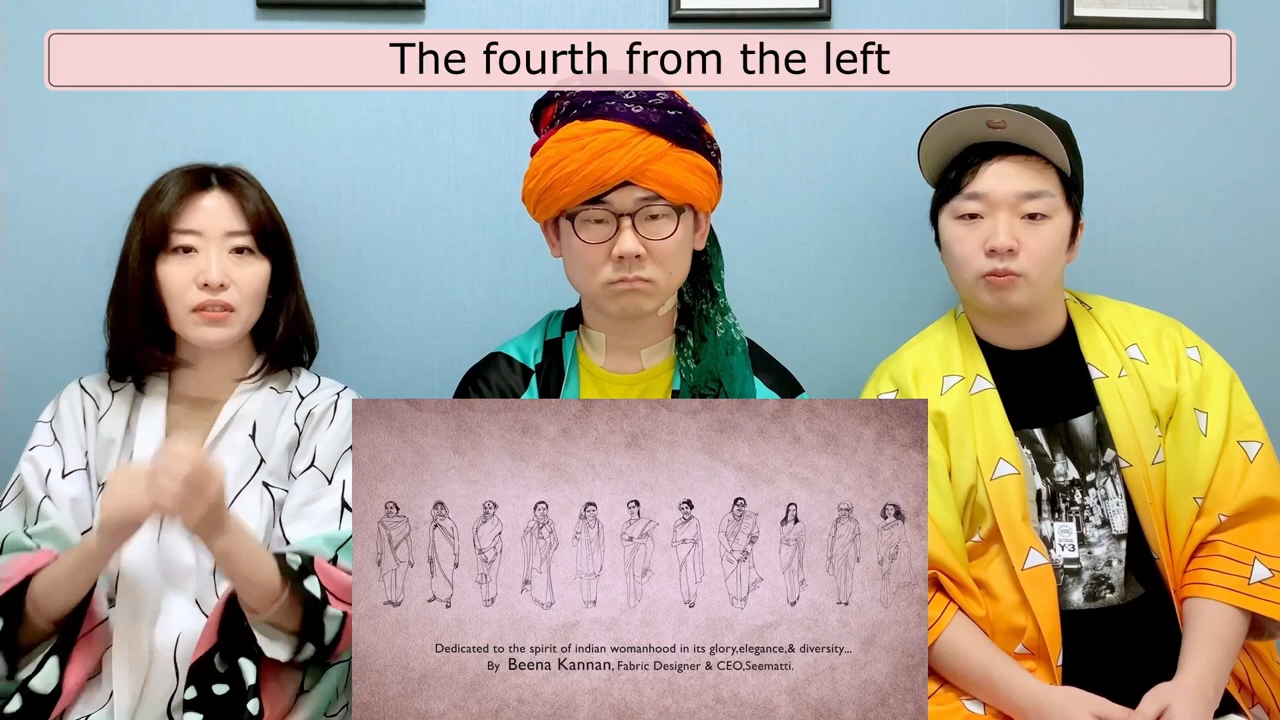 The fourth from the left
Dedicated to the spirit of indian womanhood in its glory,elegance,& diversity...
By Beena Kannan, Fabric Designer & CEO,Seematti.
Y-3